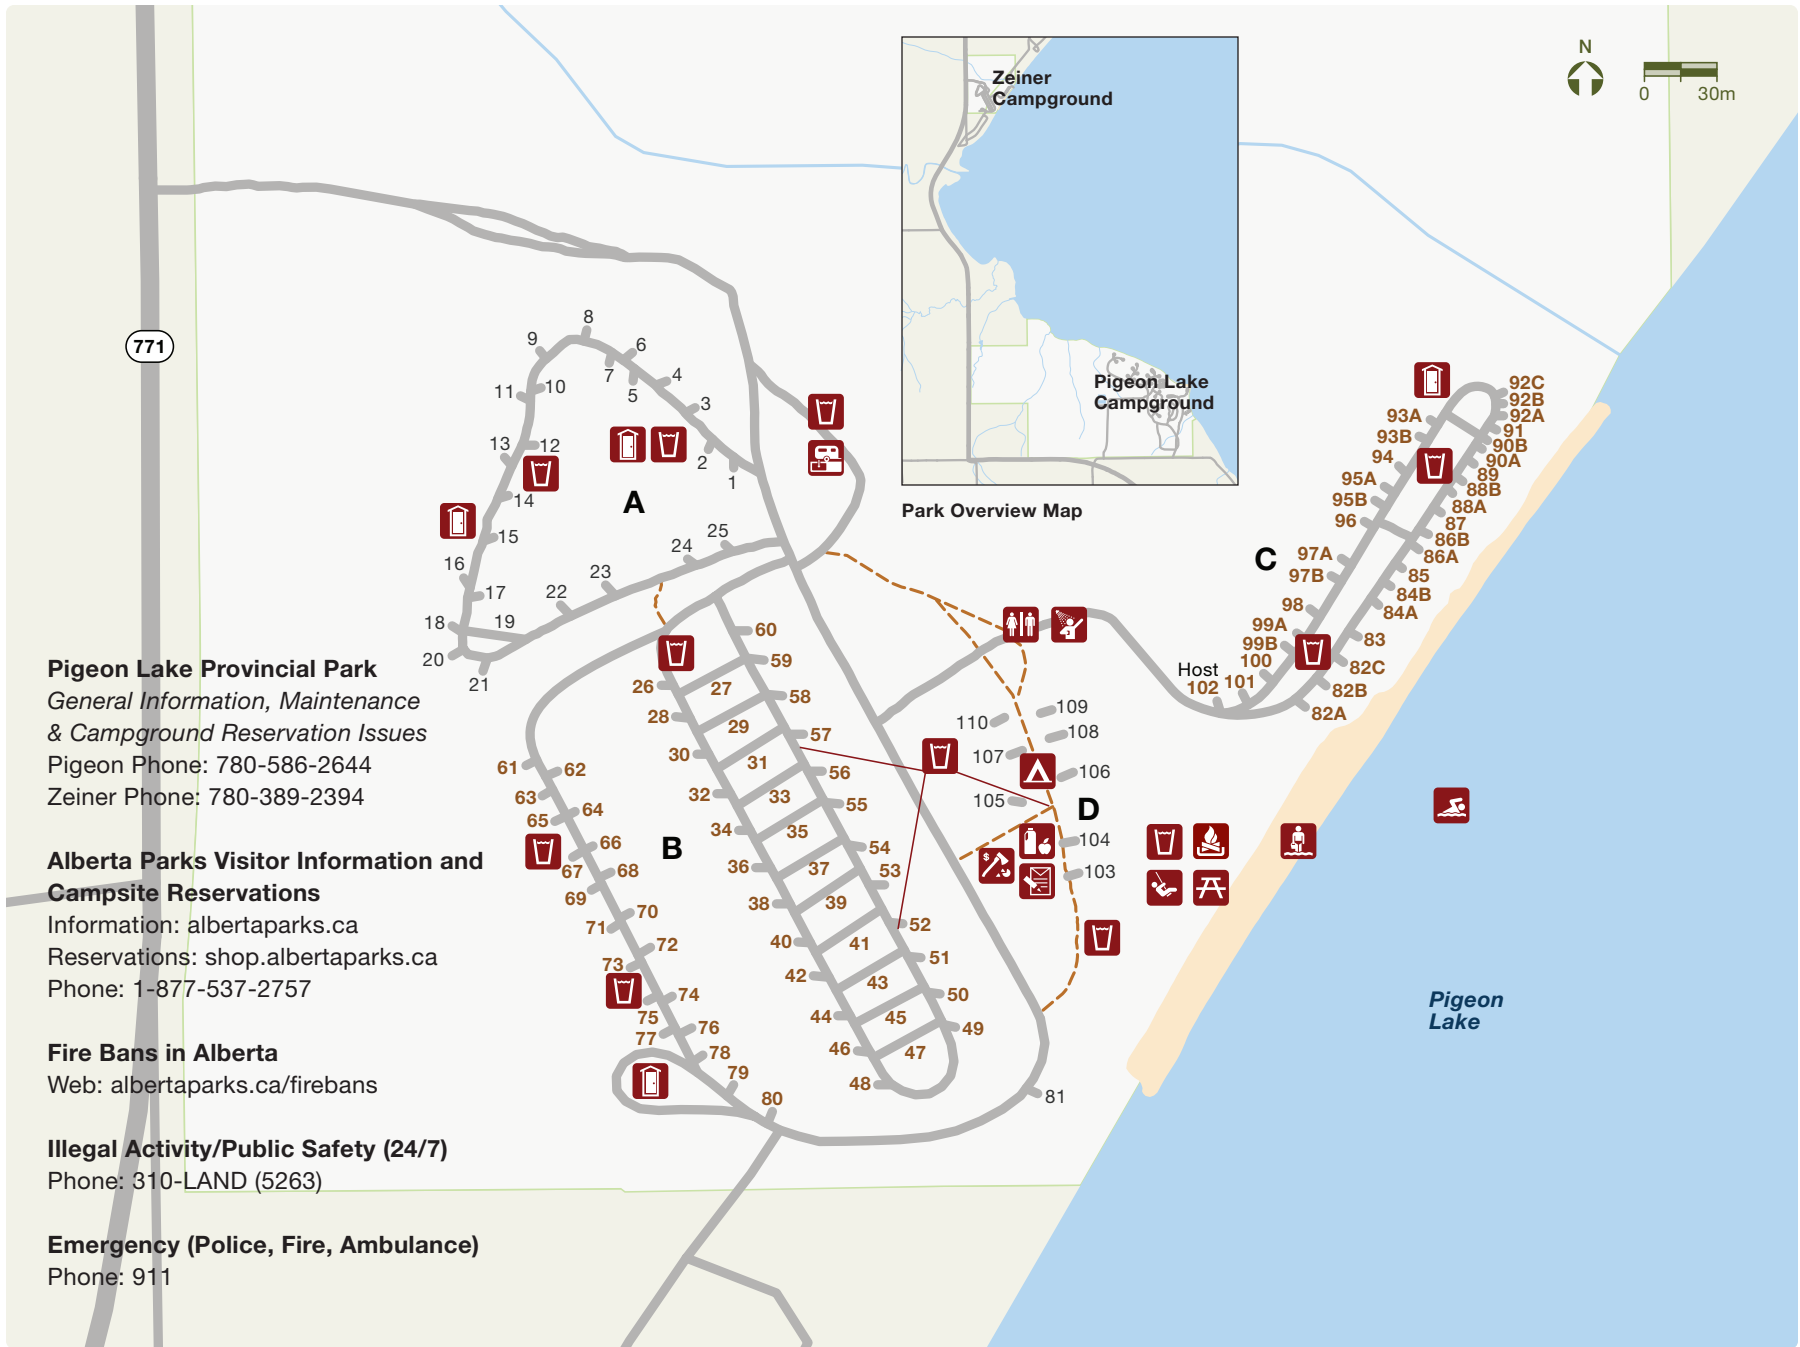 N
0 30m
Zeiner
Campground
Pigeon Lake
Campground
Park Overview Map
771
8
9
6
7
4
5
11
10
3
13
12
2
1
14
A
15
25
24
16
23
17
22
18
19
20
21
60
59
26
27
58
28
29
57
30
31
56
32
33
55
34
35
54
36
37
53
38
39
52
40
41
51
42
43
50
44
45
49
46
47
48
B
61
62
63
64
65
66
67
68
69
70
71
72
73
74
75
76
77
78
79
80
81
C
92C
92B
92A
93A
91
93B
90B
94
90A
95A
89
88B
95B
88A
96
87
86B
97A
86A
97B
85
84B
98
84A
99A
99B
83
100
82C
Host
102 101
82B
82A
110
109
108
107
106
105
D
104
103
$
Pigeon
Lake
Pigeon Lake Provincial Park
General Information, Maintenance
& Campground Reservation Issues
Pigeon Phone: 780-586-2644
Zeiner Phone: 780-389-2394
Alberta Parks Visitor Information and
Campsite Reservations
Information: albertaparks.ca
Reservations: shop.albertaparks.ca
Phone: 1-877-537-2757
Fire Bans in Alberta
Web: albertaparks.ca/firebans
Illegal Activity/Public Safety (24/7)
Phone: 310-LAND (5263)
Emergency (Police, Fire, Ambulance)
Phone: 911